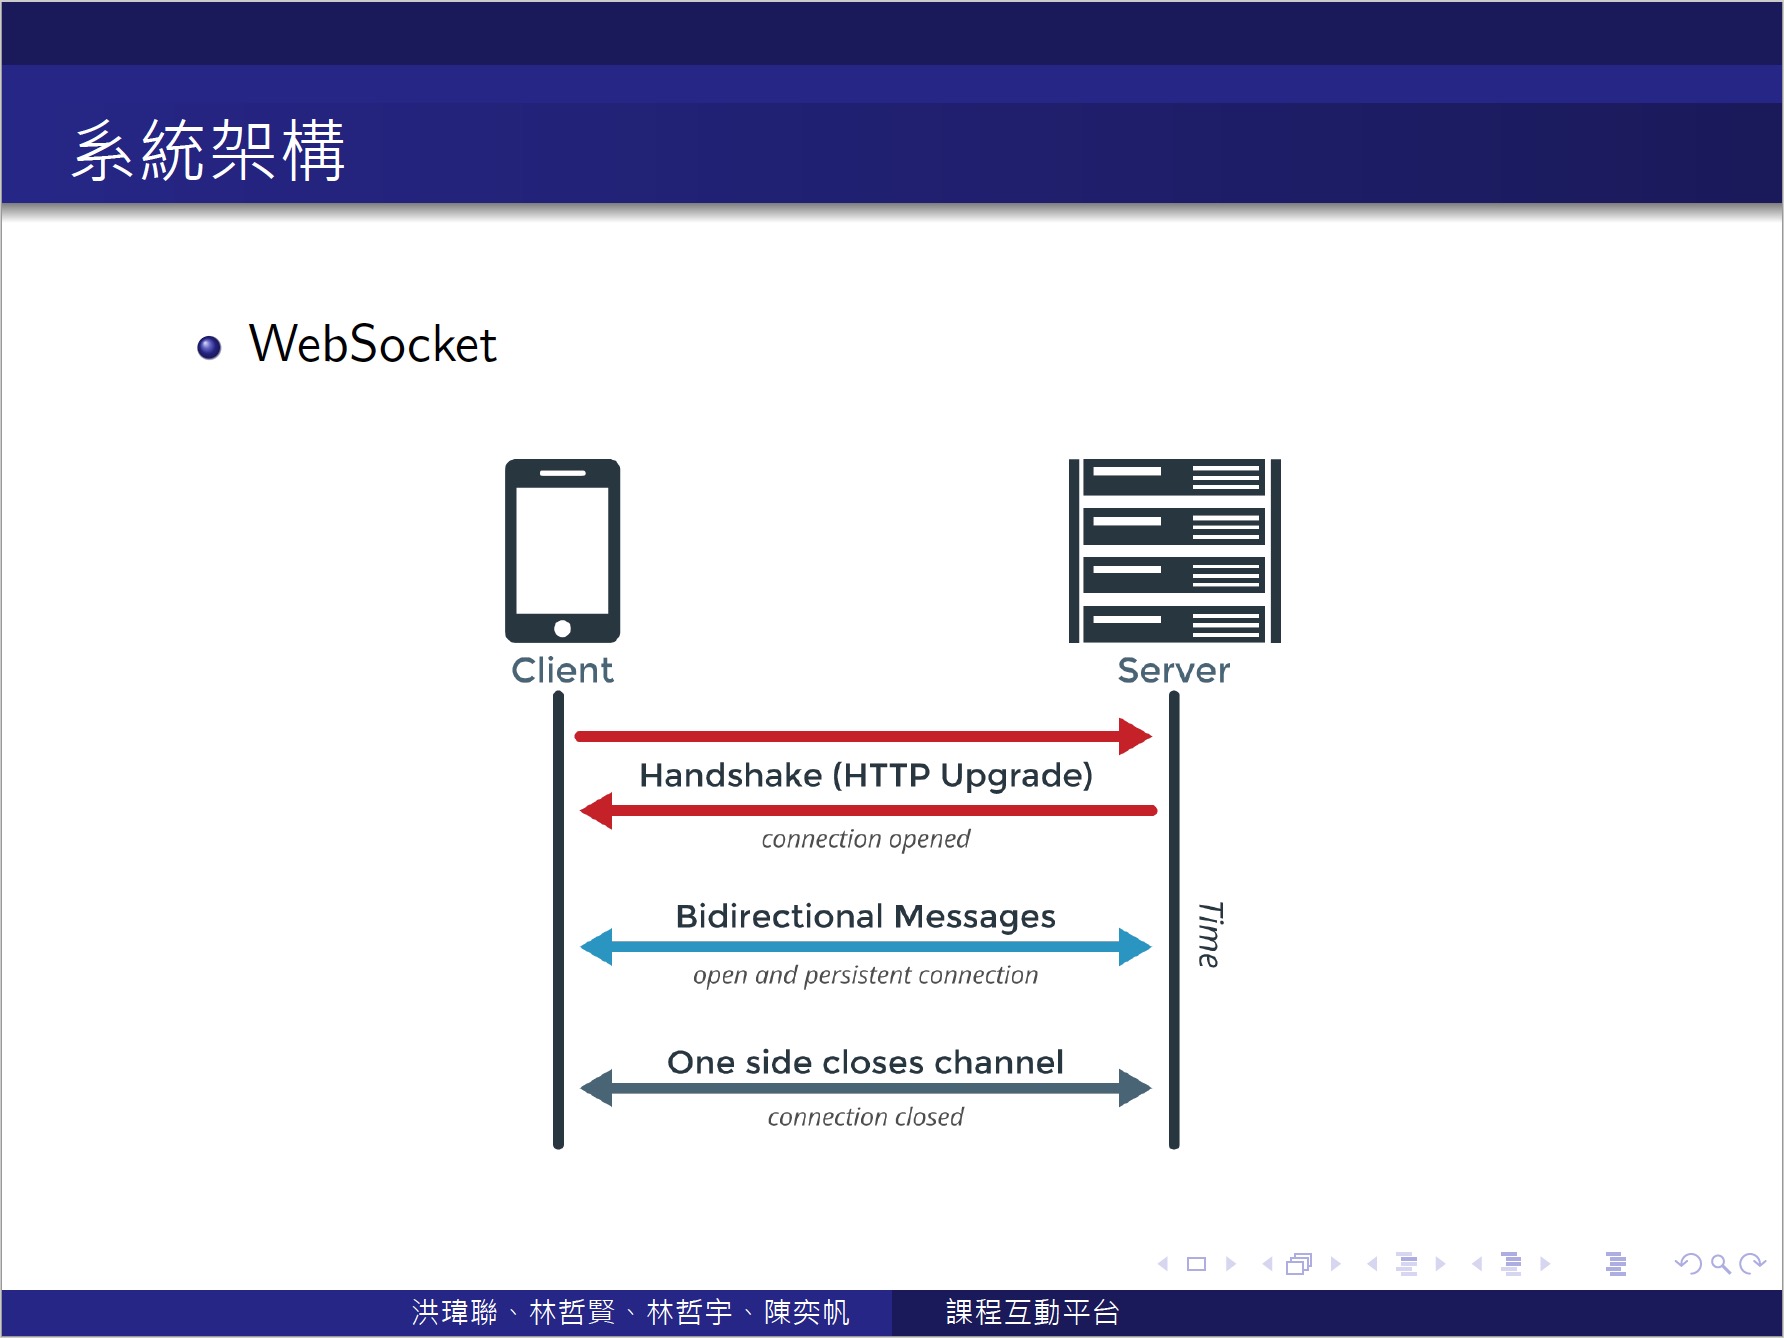 系統架構
WebSocket
Client
Server
Handshake (HTTP Upgrade)
connection opened
Bidirectional Messages
open and persistent connection
Time
One side closes channel
connection closed
洪瑋聯、林哲賢、林哲宇、陳奕帆
課程互動平台